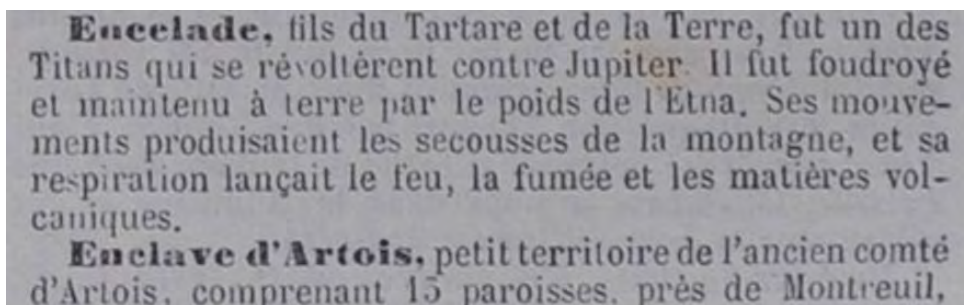 Encelade, fils du Tartare et de la Terre, fut un des
Titans qui se révoltèrent contre Jupiter. Il fut foudroyé
et maintenu à terre par le poids de l'Etna. Ses mouve-
ments produisaient les secousses de la montagne, et sa
respiration lançait le feu, la fumée et les matières vol-
caniques.
Enclave d'Artois, petit territoire de l'ancien comté
d'Artois, comprenant 15 paroisses, près de Montreuil,